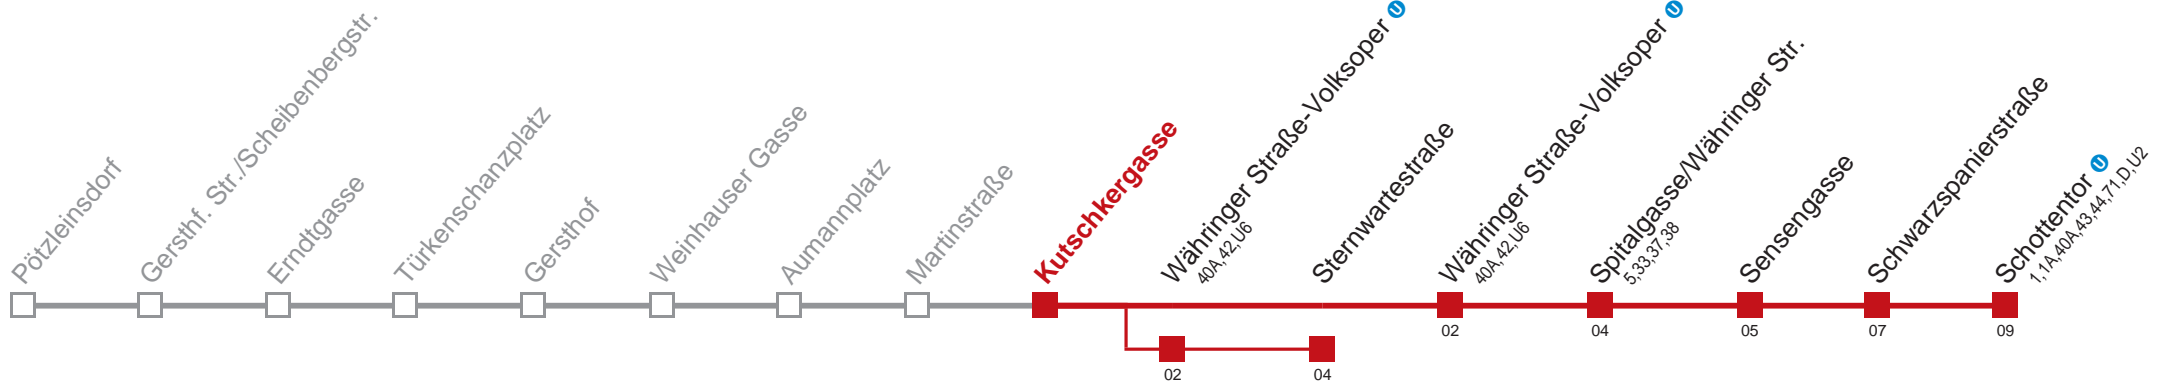 Pötzleinsdorf
Gersthf. Str./Scheibenbergstr.
Erndtgasse
Türkenschanzplatz
Gersthof
Weinhauser Gasse
Aumannplatz
Martinstraße
Kutschkergasse
Währinger Straße-Volksoper U
40A,42,U6
Sternwartestraße
Währinger Straße-Volksoper U
40A,42,U6
Spitalgasse/Währinger Str.
5,33,37,38
Sensengasse
Schwarzspanierstraße
Schottentor U
1,1A,40A,43,44,71,D,U2
02
04
05
07
09
02
04